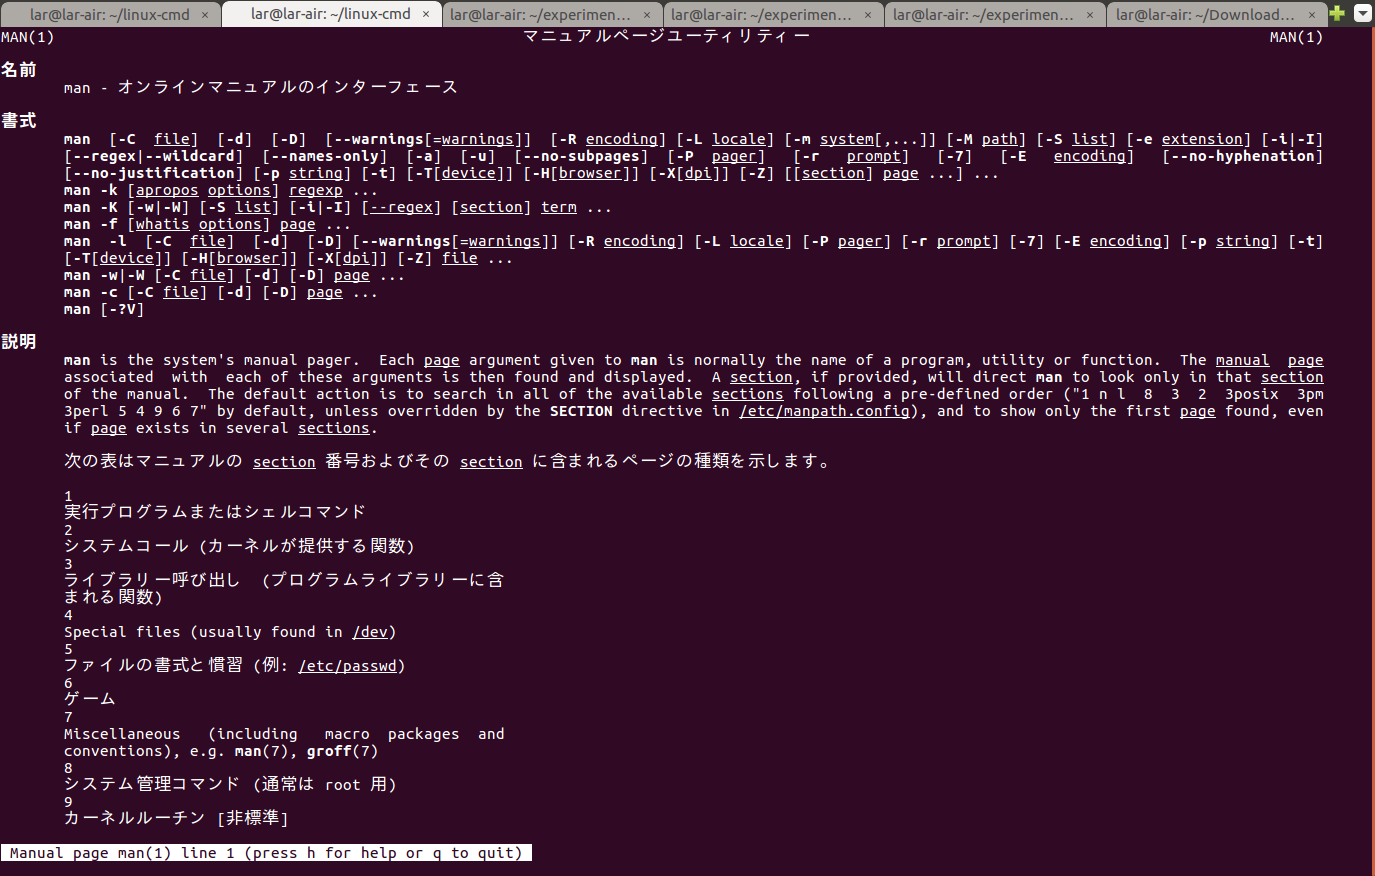 lar@lar-air: ~/linux-cmd × lar@lar-air: ~/linux-cmd × lar@lar-air: ~/experimen... × lar@lar-air: ~/experimen... × lar@lar-air: ~/experimen... × lar@lar-air: ~/Download... ×
MAN(1) マニュアルページユーティリティー MAN(1)
名前
man - オンラインマニュアルのインターフェース
書式
man [-C file] [-d] [-D] [--warnings[=warnings]] [-R encoding] [-L locale] [-m system[,...]] [-M path] [-S list] [-e extension] [-i|-I]
[--regex|--wildcard] [--names-only] [-a] [-u] [--no-subpages] [-P pager] [-r prompt] [-7] [-E encoding] [--no-hyphenation]
[--no-justification] [-p string] [-t] [-T[device]] [-H[browser]] [-X[dpi]] [-Z] [[section] page ...] ...
man -k [apropos options] regexp ...
man -K [-w|-W] [-S list] [-i|-I] [--regex] [section] term ...
man -f [whatis options] page ...
man -l [-C file] [-d] [-D] [--warnings[=warnings]] [-R encoding] [-L locale] [-P pager] [-r prompt] [-7] [-E encoding] [-p string] [-t]
[-T[device]] [-H[browser]] [-X[dpi]] [-Z] file ...
man -w|-W [-C file] [-d] [-D] page ...
man -c [-C file] [-d] [-D] page ...
man [-?V]
説明
man is the system's manual pager. Each page argument given to man is normally the name of a program, utility or function. The manual page
associated with each of these arguments is then found and displayed. A section, if provided, will direct man to look only in that section
of the manual. The default action is to search in all of the available sections following a pre-defined order ("1 n l 8 3 2 3posix 3pm
3perl 5 4 9 6 7" by default, unless overridden by the SECTION directive in /etc/manpath.config), and to show only the first page found, even
if page exists in several sections.
次の表はマニュアルの section 番号およびその section に含まれるページの種類を示します。
1
実行プログラムまたはシェルコマンド
2
システムコール (カーネルが提供する関数)
3
ライブラリー呼び出し (プログラムライブラリーに含
まれる関数)
4
Special files (usually found in /dev)
5
ファイルの書式と慣習 (例: /etc/passwd)
6
ゲーム
7
Miscellaneous (including macro packages and
conventions), e.g. man(7), groff(7)
8
システム管理コマンド (通常は root 用)
9
カーネルルーチン [非標準]
Manual page man(1) line 1 (press h for help or q to quit)